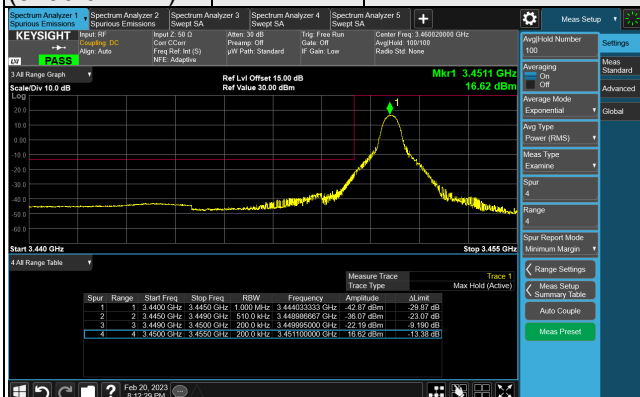 Spectrum Analyzer 1
Spurious Emissions
Spectrum Analyzer 2
Spurious Emissions
Spectrum Analyzer 3
Swept SA
Spectrum Analyzer 4
Swept SA
Spectrum Analyzer 5
Swept SA
+
Meas Setup
KEYSIGHT
LXI
PASS
Input: RF
Coupling: DC
Align: Auto
Input Z: 50 Ω
Corr CCorr
Freq Ref: Int (S)
NFE: Adaptive
Atten: 30 dB
Preamp: Off
µW Path: Standard
Trig: Free Run
Gate: Off
IF Gain: Low
Center Freq: 3.460020000 GHz
Avg|Hold: 100/100
Radio Std: None
3 All Range Graph
Scale/Div 10.0 dB
Ref Lvl Offset 15.00 dB
Ref Value 30.00 dBm
Mkr1 3.4511 GHz
16.62 dBm
Log
20.0
10.0
0.00
-10.0
-20.0
-30.0
-40.0
-50.0
-60.0
1
Start 3.440 GHz
Stop 3.455 GHz
4 All Range Table
Measure Trace Trace 1
Trace Type Max Hold (Active)
Spur Range Start Freq Stop Freq RBW Frequency Amplitude ΔLimit
1 1 3.4400 GHz 3.4450 GHz 1.000 MHz 3.444033333 GHz -42.87 dBm -29.87 dB
2 2 3.4450 GHz 3.4490 GHz 510.0 kHz 3.448986667 GHz -36.07 dBm -23.07 dB
3 3 3.4490 GHz 3.4500 GHz 200.0 kHz 3.449995000 GHz -22.19 dBm -9.190 dB
4 4 3.4500 GHz 3.4550 GHz 200.0 kHz 3.451100000 GHz 16.62 dBm -13.38 dB
Feb 20, 2023
8:12:29 PM
Avg|Hold Number
100
Averaging
On
Off
Average Mode
Exponential
Avg Type
Power (RMS)
Meas Type
Examine
Spur
4
Range
4
Spur Report Mode
Minimum Margin
Range Settings
Meas Setup
Summary Table
Auto Couple
Meas Preset
Settings
Meas
Standard
Advanced
Global